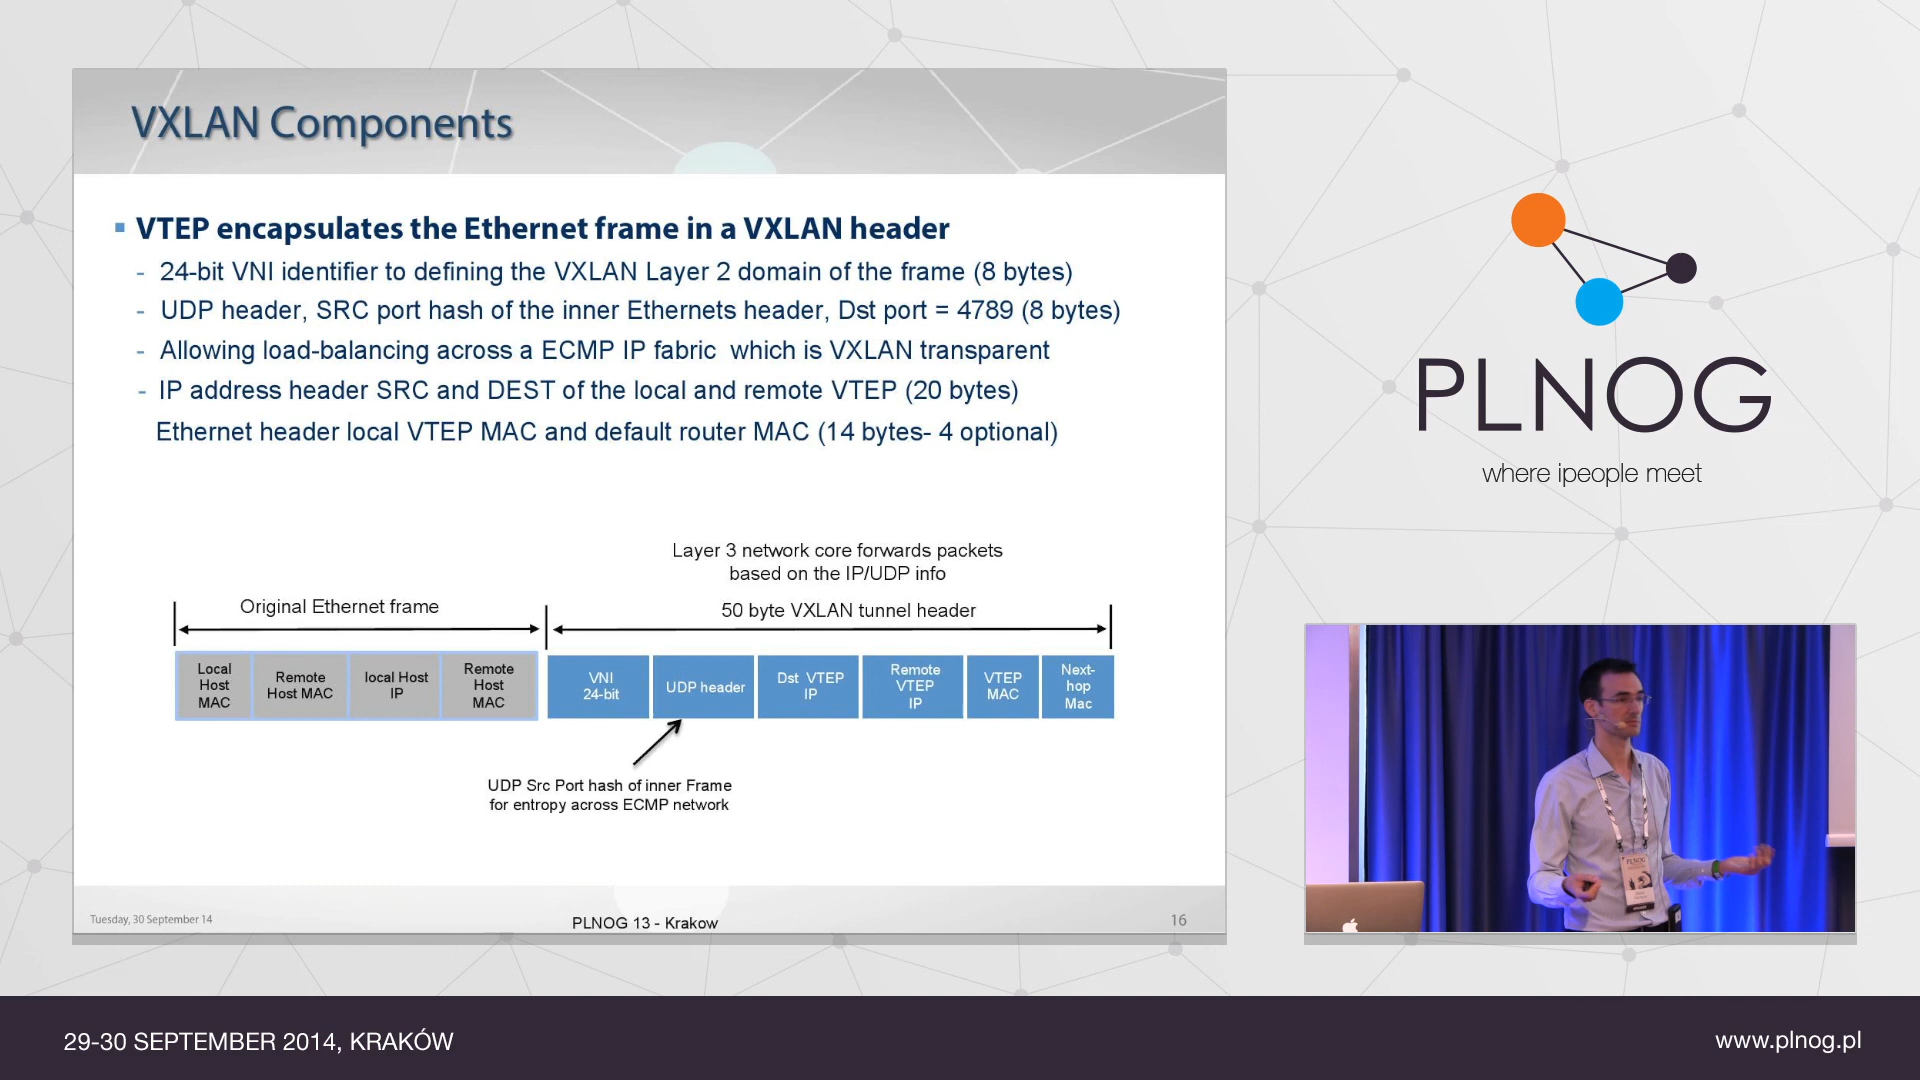 VXLAN Components
VTEP encapsulates the Ethernet frame in a VXLAN header
- 24-bit VNI identifier to defining the VXLAN Layer 2 domain of the frame (8 bytes)
- UDP header, SRC port hash of the inner Ethernets header, Dst port = 4789 (8 bytes)
- Allowing load-balancing across a ECMP IP fabric which is VXLAN transparent
- IP address header SRC and DEST of the local and remote VTEP (20 bytes)
Ethernet header local VTEP MAC and default router MAC (14 bytes- 4 optional)
Layer 3 network core forwards packets
based on the IP/UDP info
Original Ethernet frame
50 byte VXLAN tunnel header
Local
Host
MAC
Remote
Host MAC
local Host
IP
Remote
Host
MAC
VNI
24-bit
UDP header
Dst VTEP
IP
Remote
VTEP
IP
VTEP
MAC
Next-
hop
Mac
UDP Src Port hash of inner Frame
for entropy across ECMP network
Tuesday, 30 September 14
PLNOG 13 - Krakow
16
PLNOG
where ipeople meet
PLNOG
29-30 SEPTEMBER 2014, KRAKÓW
www.plnog.pl